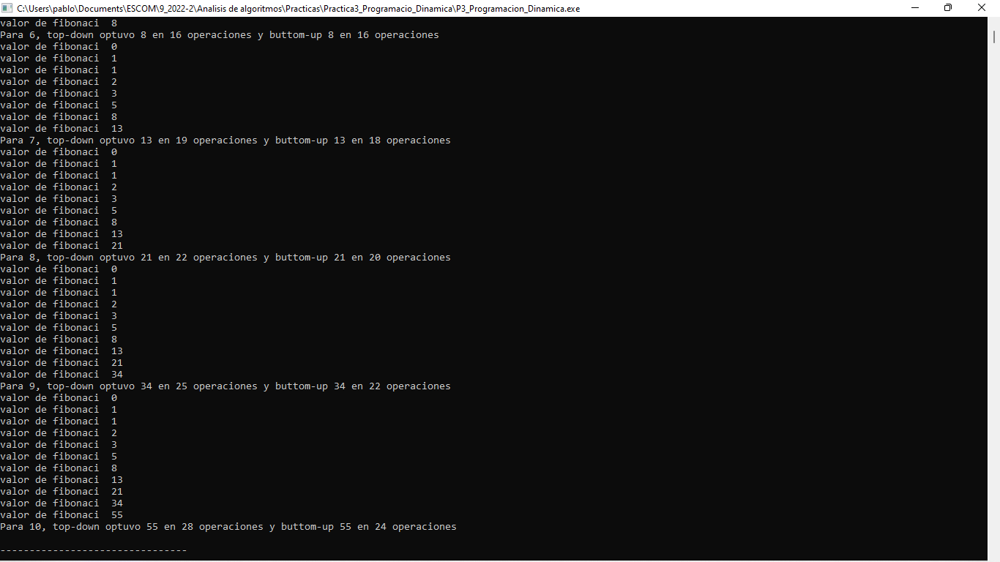 C:\Users\pablo\Documents\ESCOM\9_2022-2\Analisis de algoritmos\Practicas\Practica3_Programacio_Dinamica\P3_Programacion_Dinamica.exe
valor de fibonaci  8
Para 6, top-down optuvo 8 en 16 operaciones y buttom-up 8 en 16 operaciones
valor de fibonaci  0
valor de fibonaci  1
valor de fibonaci  1
valor de fibonaci  2
valor de fibonaci  3
valor de fibonaci  5
valor de fibonaci  8
valor de fibonaci  13
Para 7, top-down optuvo 13 en 19 operaciones y buttom-up 13 en 18 operaciones
valor de fibonaci  0
valor de fibonaci  1
valor de fibonaci  1
valor de fibonaci  2
valor de fibonaci  3
valor de fibonaci  5
valor de fibonaci  8
valor de fibonaci  13
valor de fibonaci  21
Para 8, top-down optuvo 21 en 22 operaciones y buttom-up 21 en 20 operaciones
valor de fibonaci  0
valor de fibonaci  1
valor de fibonaci  1
valor de fibonaci  2
valor de fibonaci  3
valor de fibonaci  5
valor de fibonaci  8
valor de fibonaci  13
valor de fibonaci  21
valor de fibonaci  34
Para 9, top-down optuvo 34 en 25 operaciones y buttom-up 34 en 22 operaciones
valor de fibonaci  0
valor de fibonaci  1
valor de fibonaci  1
valor de fibonaci  2
valor de fibonaci  3
valor de fibonaci  5
valor de fibonaci  8
valor de fibonaci  13
valor de fibonaci  21
valor de fibonaci  34
valor de fibonaci  55
Para 10, top-down optuvo 55 en 28 operaciones y buttom-up 55 en 24 operaciones
--------------------------------